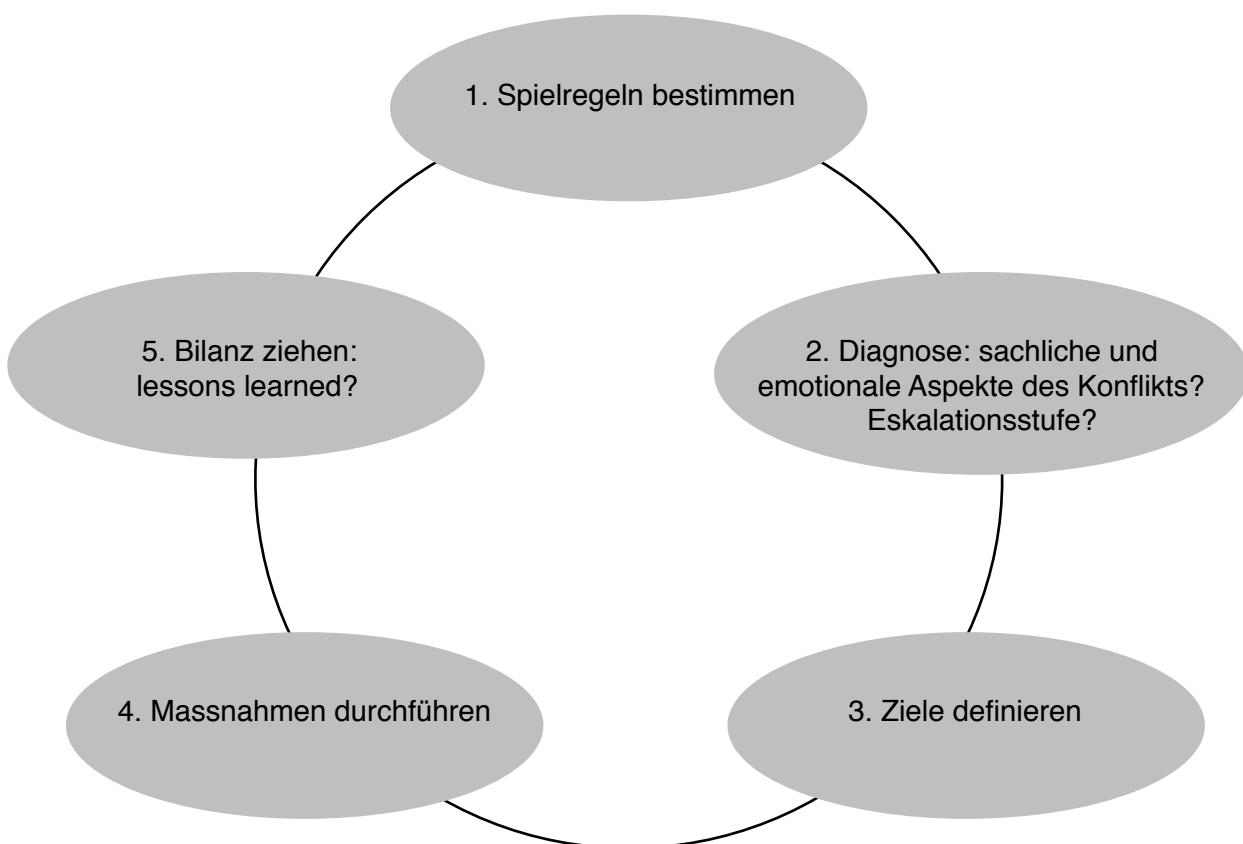 1. Spielregeln bestimmen
2. Diagnose: sachliche und
emotionale Aspekte des Konflikts?
Eskalationsstufe?
3. Ziele definieren
4. Massnahmen durchführen
5. Bilanz ziehen:
lessons learned?